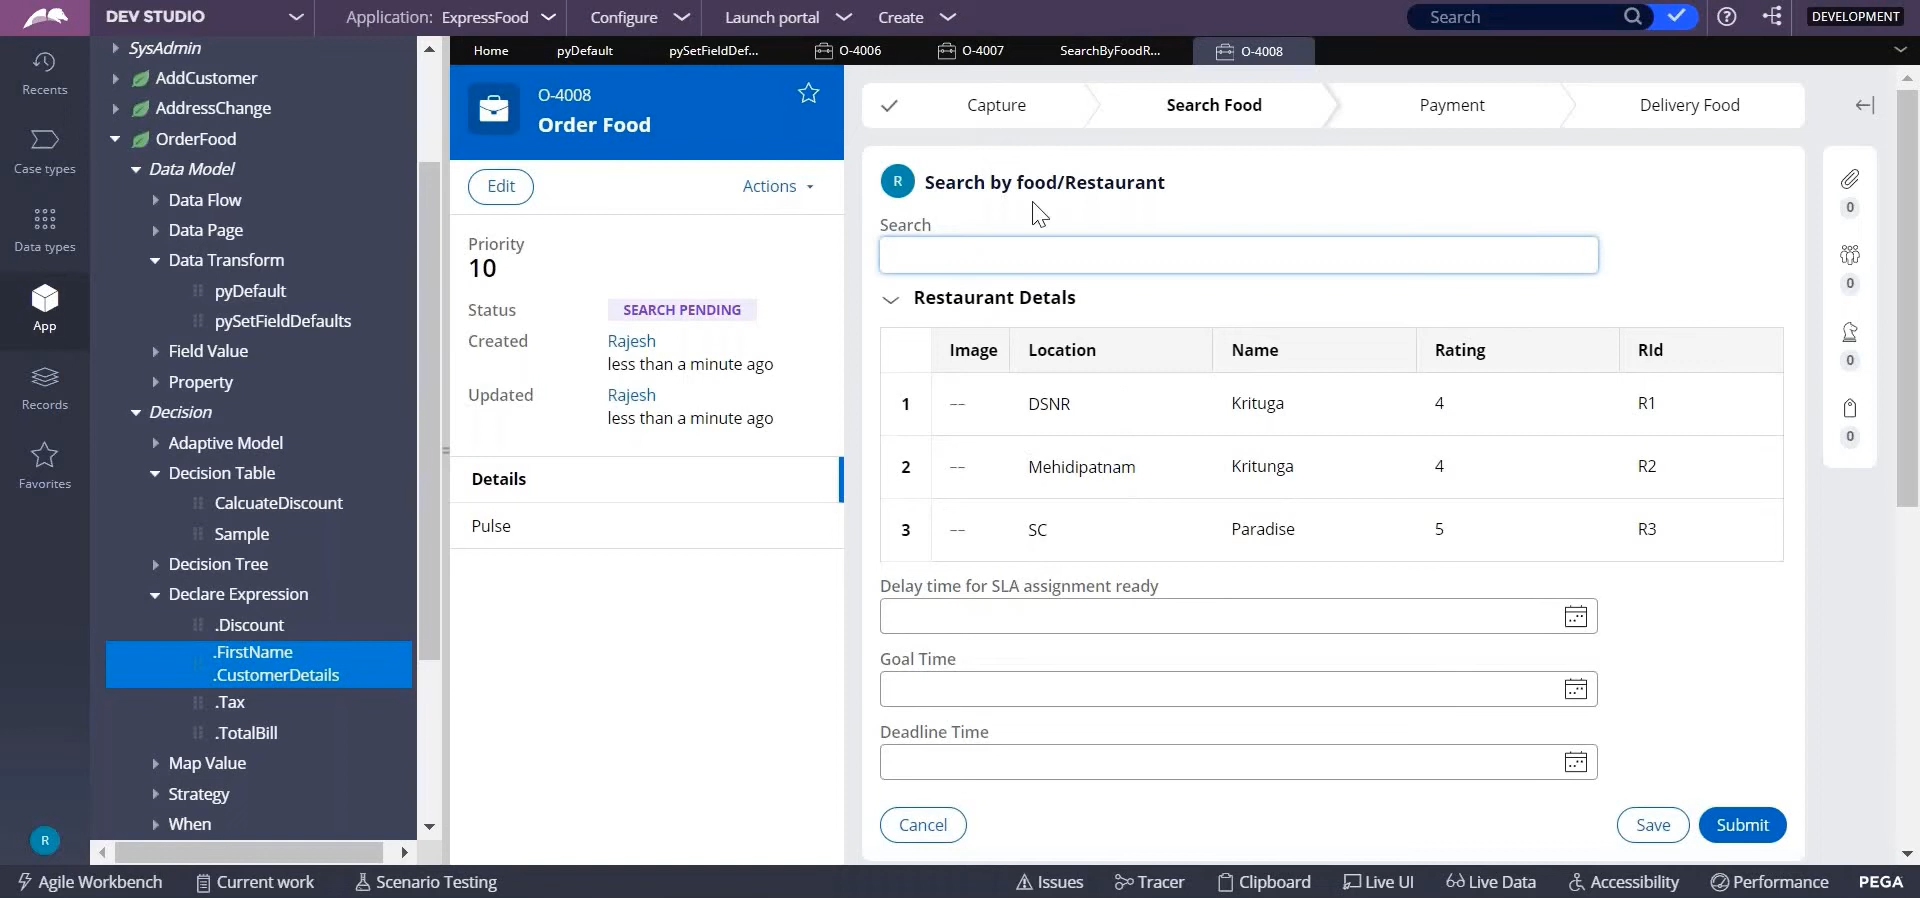 DEV STUDIO
Application: ExpressFood
Configure
Launch portal
Create
Search
DEVELOPMENT
Recents
Case types
Data types
App
Records
Favorites
R
SysAdmin
AddCustomer
AddressChange
OrderFood
Data Model
Data Flow
Data Page
Data Transform
pyDefault
pySetFieldDefaults
Field Value
Property
Decision
Adaptive Model
Decision Table
CalcuateDiscount
Sample
Decision Tree
Declare Expression
.Discount
.FirstName
.CustomerDetails
.Tax
.TotalBill
Map Value
Strategy
When
Home
pyDefault
pySetFieldDef...
O-4006
O-4007
SearchByFoodR...
O-4008
O-4008
Order Food
Edit
Actions
Priority
10
Status SEARCH PENDING
Created Rajesh
less than a minute ago
Updated Rajesh
less than a minute ago
Details
Pulse
Capture
Search Food
Payment
Delivery Food
R Search by food/Restaurant
Search
Restaurant Details
Image Location Name Rating RId
1 -- DSNR Krituga 4 R1
2 -- Mehidipatnam Kritunga 4 R2
3 -- SC Paradise 5 R3
Delay time for SLA assignment ready
Goal Time
Deadline Time
Cancel
Save
Submit
0
0
0
0
Agile Workbench
Current work
Scenario Testing
Issues
Tracer
Clipboard
Live UI
Live Data
Accessibility
Performance
PEGA